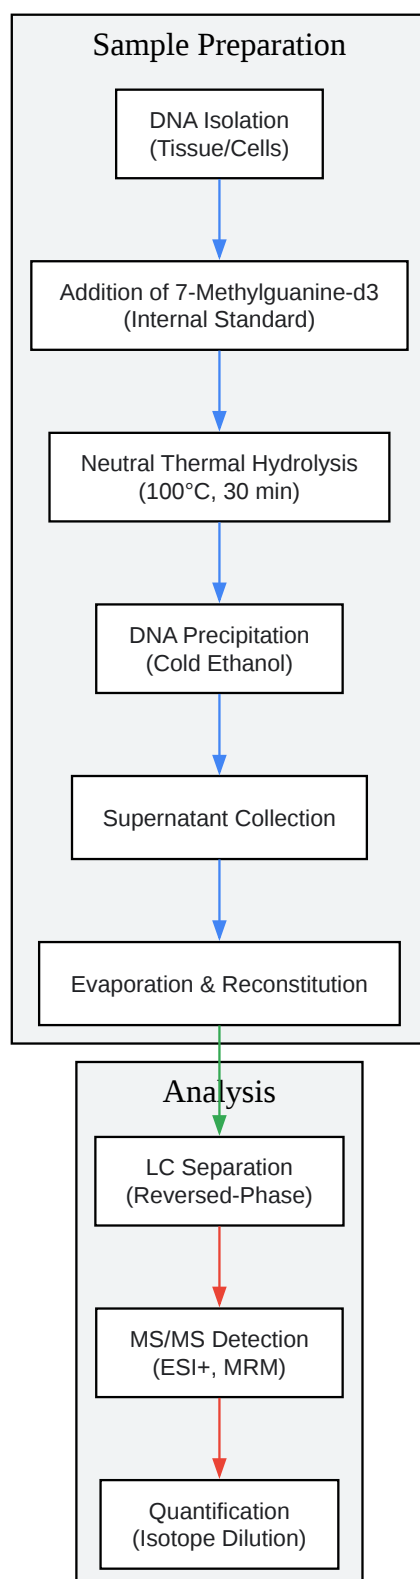 Sample Preparation
DNA Isolation
(Tissue/Cells)
Addition of 7-Methylguanine-d3
(Internal Standard)
Neutral Thermal Hydrolysis
(100°C, 30 min)
DNA Precipitation
(Cold Ethanol)
Supernatant Collection
Evaporation & Reconstitution
Analysis
LC Separation
(Reversed-Phase)
MS/MS Detection
(ESI+, MRM)
Quantification
(Isotope Dilution)